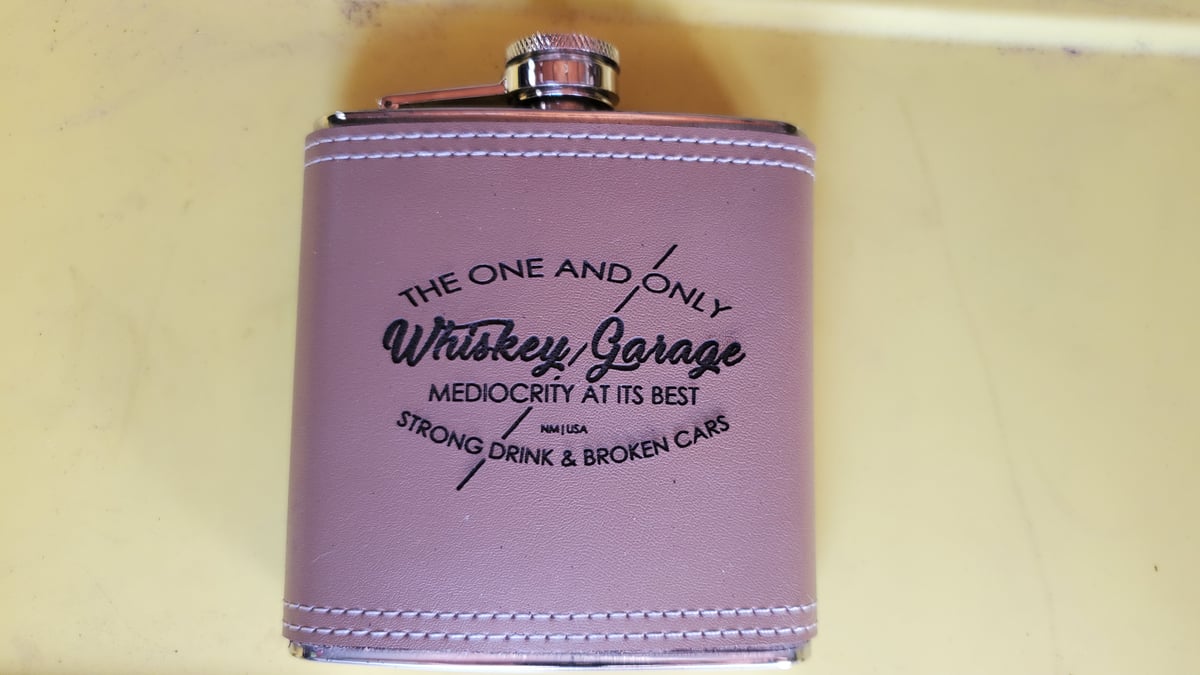 THE ONE AND ONLY
Whiskey Garage
MEDIOCRITY AT ITS BEST
NM|USA
STRONG DRINK & BROKEN CARS